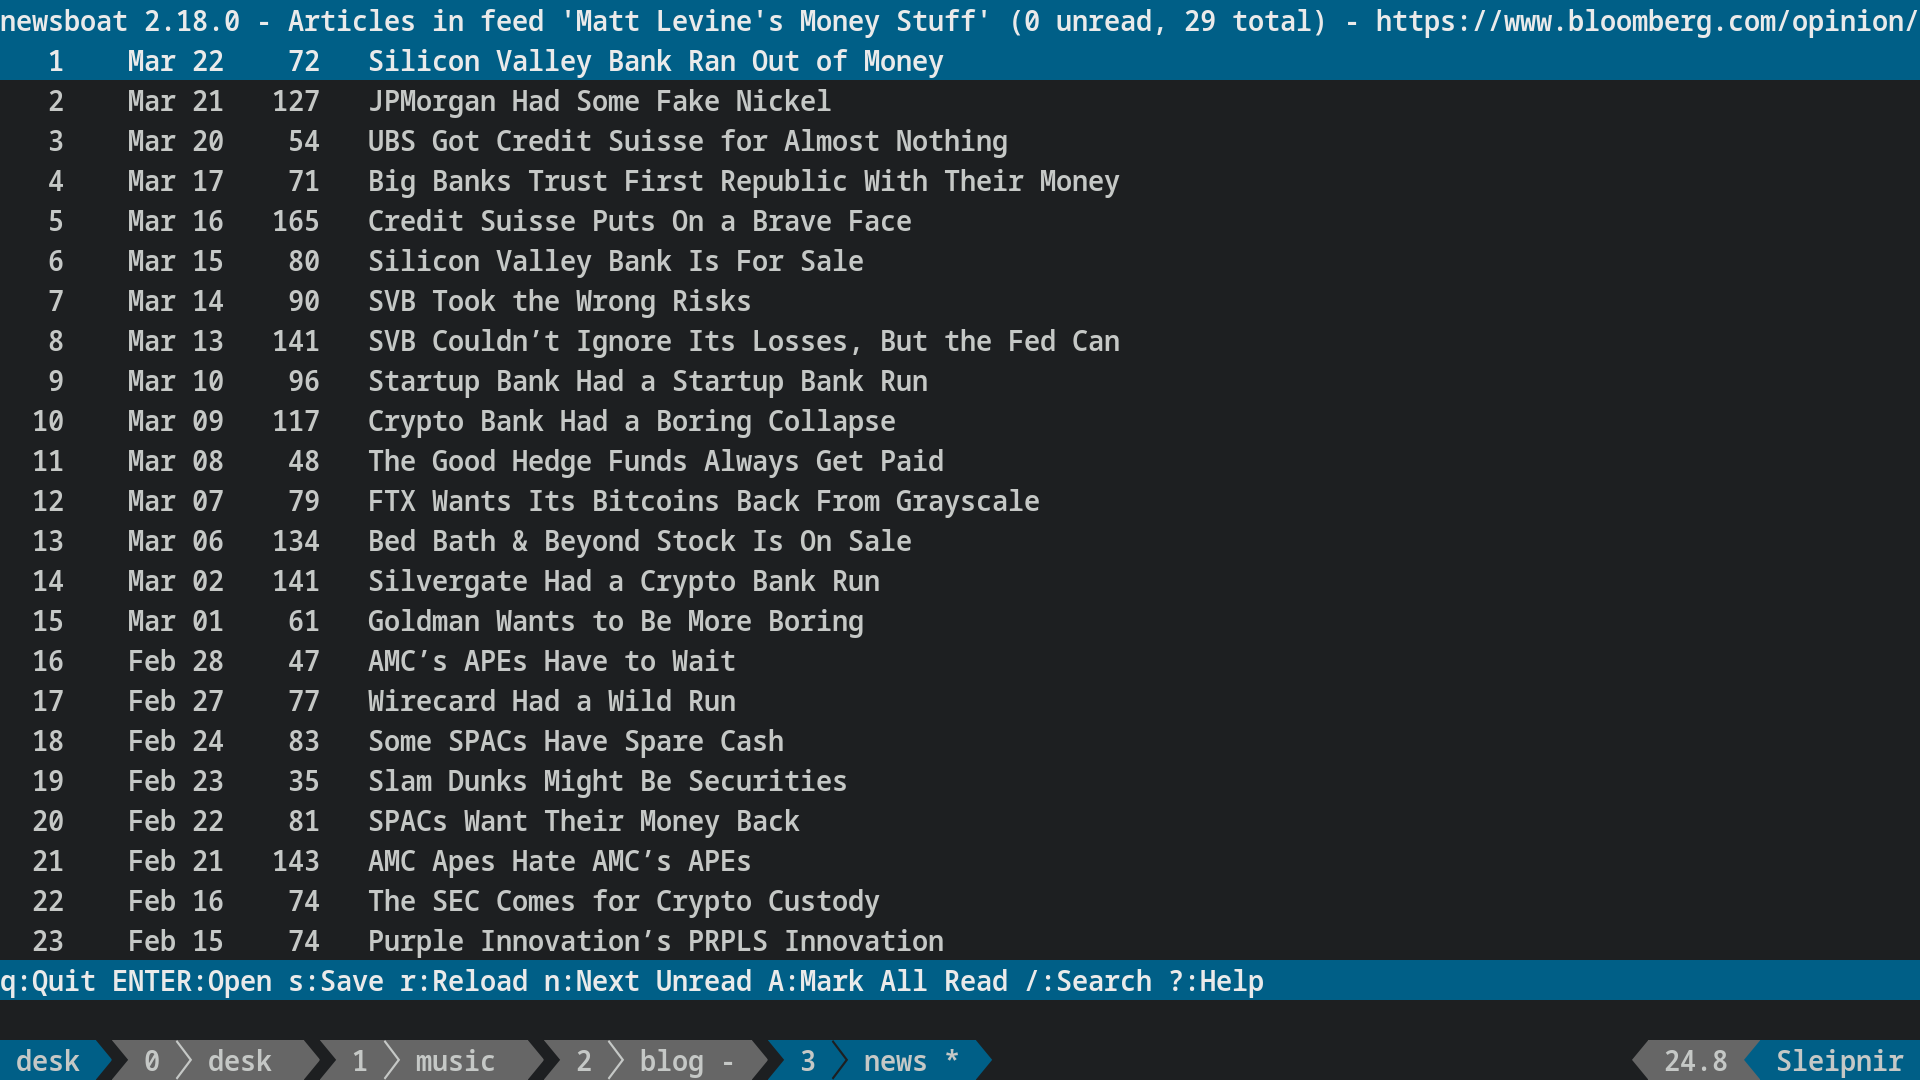 newsboat 2.18.0 - Articles in feed 'Matt Levine's Money Stuff' (0 unread, 29 total) - https://www.bloomberg.com/opinion/
1 Mar 22 72 Silicon Valley Bank Ran Out of Money
2 Mar 21 127 JPMorgan Had Some Fake Nickel
3 Mar 20 54 UBS Got Credit Suisse for Almost Nothing
4 Mar 17 71 Big Banks Trust First Republic With Their Money
5 Mar 16 165 Credit Suisse Puts On a Brave Face
6 Mar 15 80 Silicon Valley Bank Is For Sale
7 Mar 14 90 SVB Took the Wrong Risks
8 Mar 13 141 SVB Couldn’t Ignore Its Losses, But the Fed Can
9 Mar 10 96 Startup Bank Had a Startup Bank Run
10 Mar 09 117 Crypto Bank Had a Boring Collapse
11 Mar 08 48 The Good Hedge Funds Always Get Paid
12 Mar 07 79 FTX Wants Its Bitcoins Back From Grayscale
13 Mar 06 134 Bed Bath & Beyond Stock Is On Sale
14 Mar 02 141 Silvergate Had a Crypto Bank Run
15 Mar 01 61 Goldman Wants to Be More Boring
16 Feb 28 47 AMC’s APEs Have to Wait
17 Feb 27 77 Wirecard Had a Wild Run
18 Feb 24 83 Some SPACs Have Spare Cash
19 Feb 23 35 Slam Dunks Might Be Securities
20 Feb 22 81 SPACs Want Their Money Back
21 Feb 21 143 AMC Apes Hate AMC’s APEs
22 Feb 16 74 The SEC Comes for Crypto Custody
23 Feb 15 74 Purple Innovation’s PRPLS Innovation
q:Quit ENTER:Open s:Save r:Reload n:Next Unread A:Mark All Read /:Search ?:Help
desk 0 desk 1 music 2 blog - 3 news * 24.8 Sleipnir